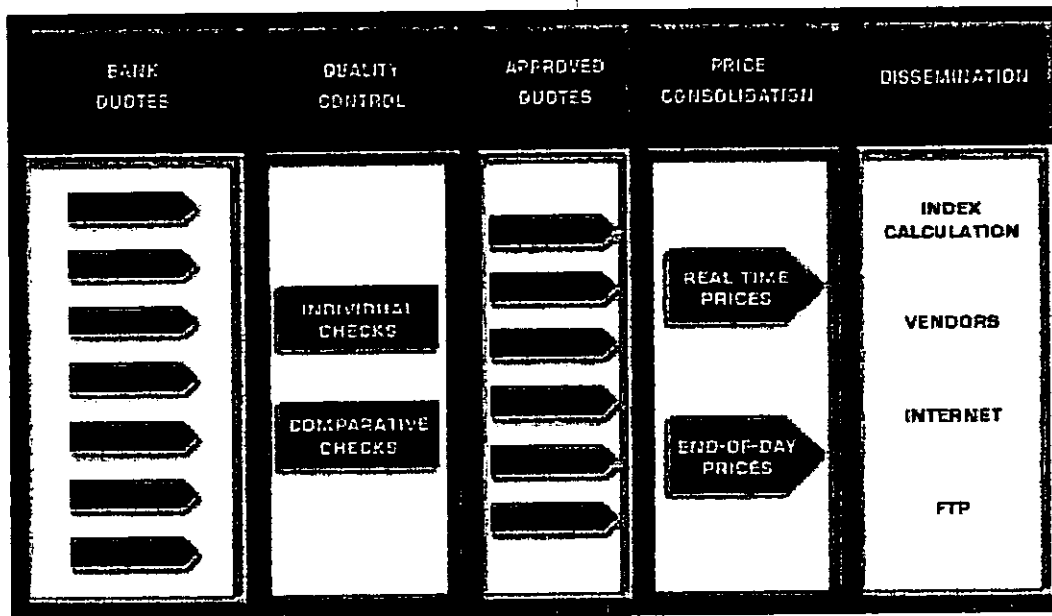 BANK
QUOTES
QUALITY
CONTROL
APPROVED
QUOTES
PRICE
CONSOLIDATION
DISSEMINATION
INDIVIDUAL
CHECKS
COMPARATIVE
CHECKS
REAL TIME
PRICES
END-OF-DAY
PRICES
INDEX
CALCULATION
VENDORS
INTERNET
FTP